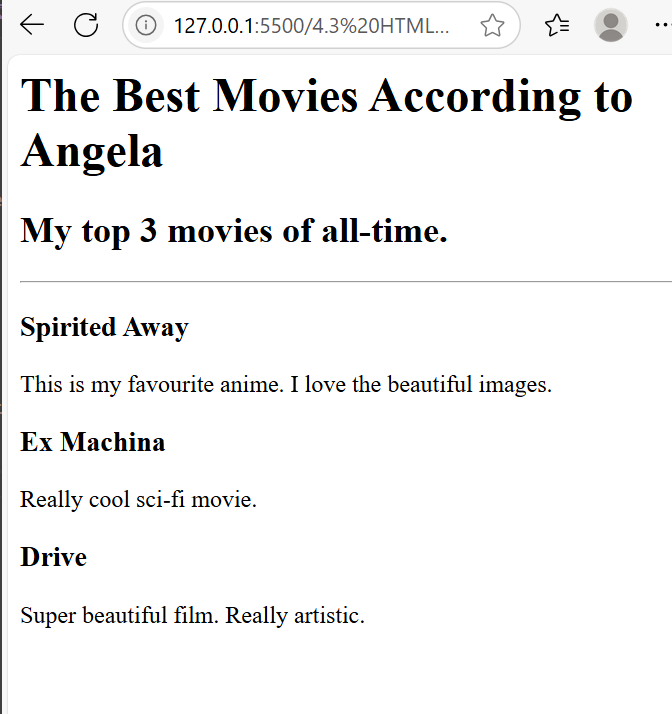 127.0.0.1:5500/4.3%20HTML...
The Best Movies According to
Angela
My top 3 movies of all-time.
Spirited Away
This is my favourite anime. I love the beautiful images.
Ex Machina
Really cool sci-fi movie.
Drive
Super beautiful film. Really artistic.